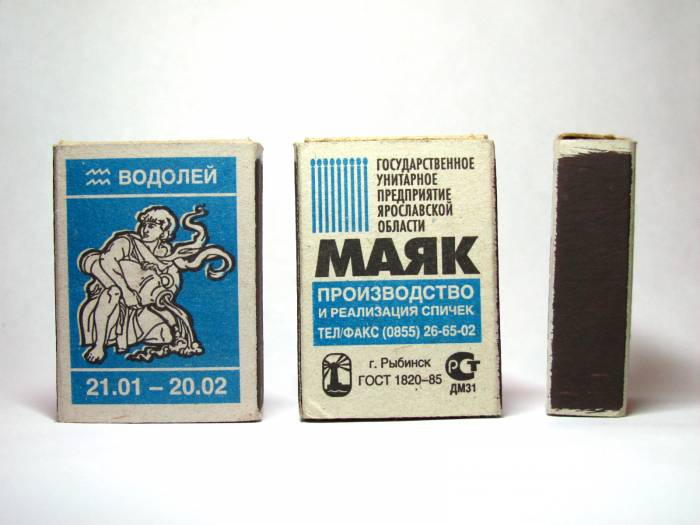 ♒ ВОДОЛЕЙ
21.01 – 20.02
ГОСУДАРСТВЕННОЕ
УНИТАРНОЕ
ПРЕДПРИЯТИЕ
ЯРОСЛАВСКОЙ
ОБЛАСТИ
МАЯК
ПРОИЗВОДСТВО
И РЕАЛИЗАЦИЯ СПИЧЕК
ТЕЛ/ФАКС (0855) 26-65-02
г. Рыбинск
ГОСТ 1820–85
РСТ
ДМ31